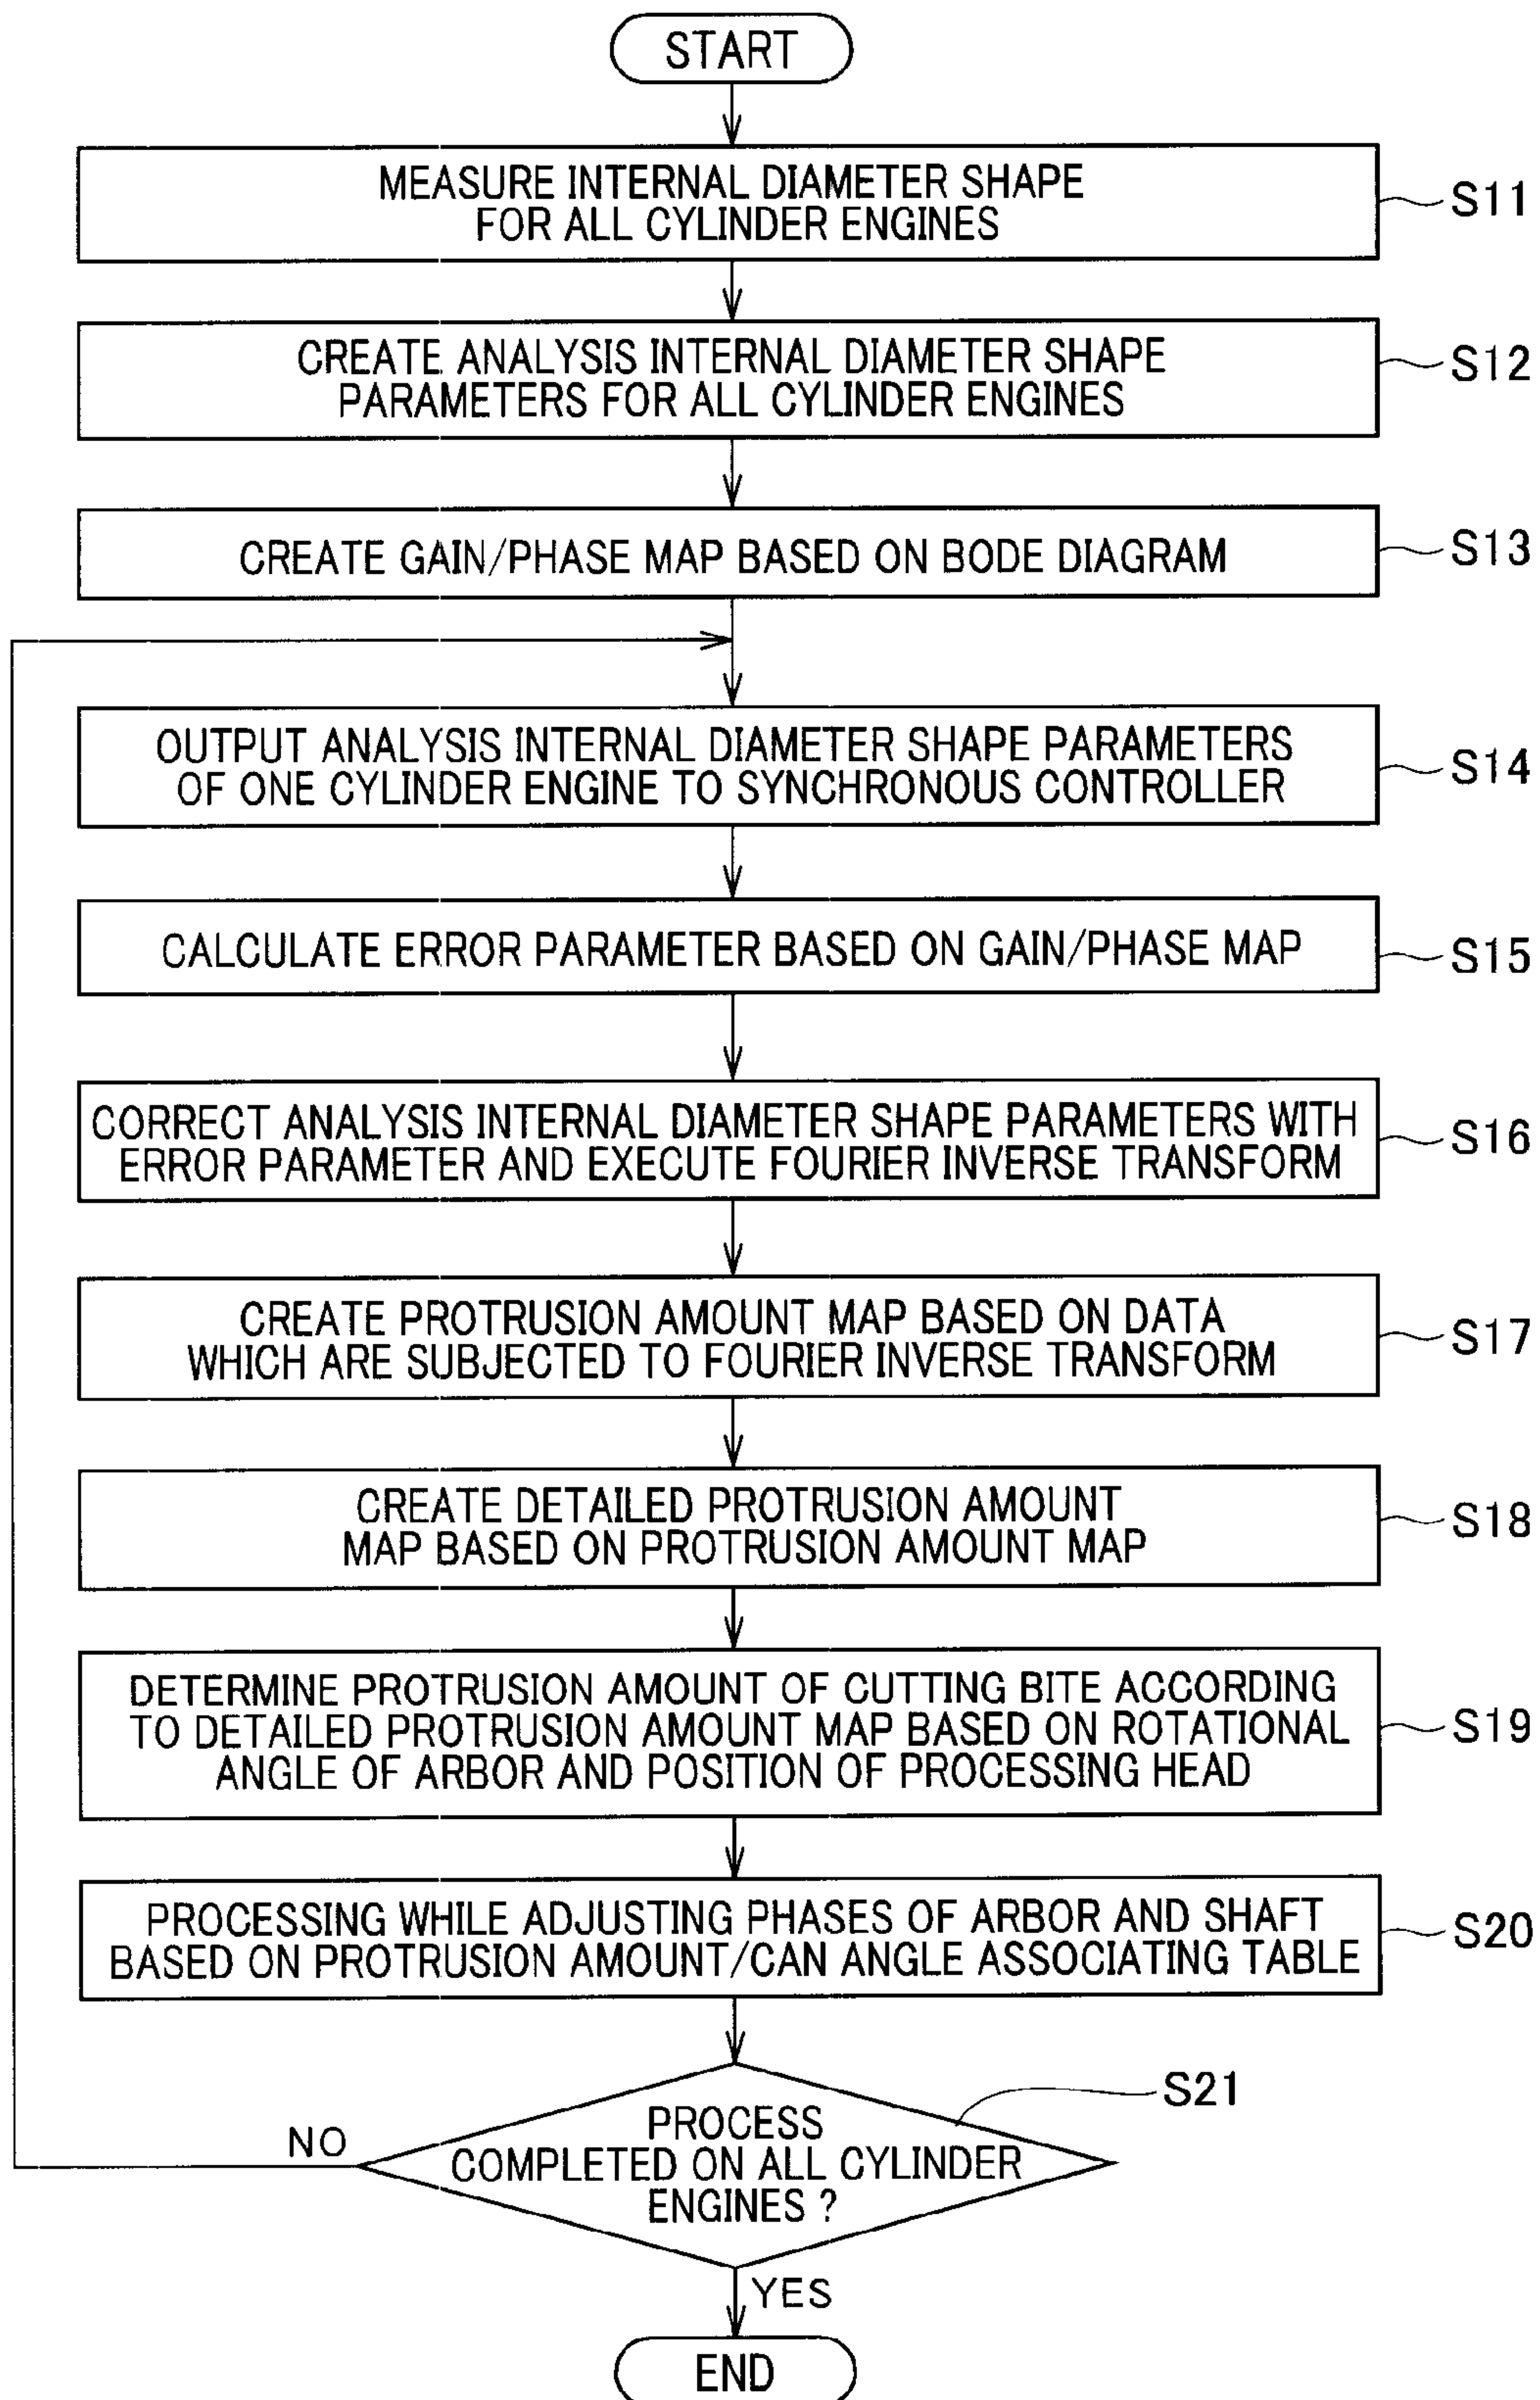 START
MEASURE INTERNAL DIAMETER SHAPE
FOR ALL CYLINDER ENGINES
S11
CREATE ANALYSIS INTERNAL DIAMETER SHAPE
PARAMETERS FOR ALL CYLINDER ENGINES
S12
CREATE GAIN/PHASE MAP BASED ON BODE DIAGRAM
S13
OUTPUT ANALYSIS INTERNAL DIAMETER SHAPE PARAMETERS
OF ONE CYLINDER ENGINE TO SYNCHRONOUS CONTROLLER
S14
CALCULATE ERROR PARAMETER BASED ON GAIN/PHASE MAP
S15
CORRECT ANALYSIS INTERNAL DIAMETER SHAPE PARAMETERS WITH
ERROR PARAMETER AND EXECUTE FOURIER INVERSE TRANSFORM
S16
CREATE PROTRUSION AMOUNT MAP BASED ON DATA
WHICH ARE SUBJECTED TO FOURIER INVERSE TRANSFORM
S17
CREATE DETAILED PROTRUSION AMOUNT
MAP BASED ON PROTRUSION AMOUNT MAP
S18
DETERMINE PROTRUSION AMOUNT OF CUTTING BITE ACCORDING
TO DETAILED PROTRUSION AMOUNT MAP BASED ON ROTATIONAL
ANGLE OF ARBOR AND POSITION OF PROCESSING HEAD
S19
PROCESSING WHILE ADJUSTING PHASES OF ARBOR AND SHAFT
BASED ON PROTRUSION AMOUNT/CAN ANGLE ASSOCIATING TABLE
S20
S21
PROCESS
COMPLETED ON ALL CYLINDER
ENGINES ?
NO
YES
END